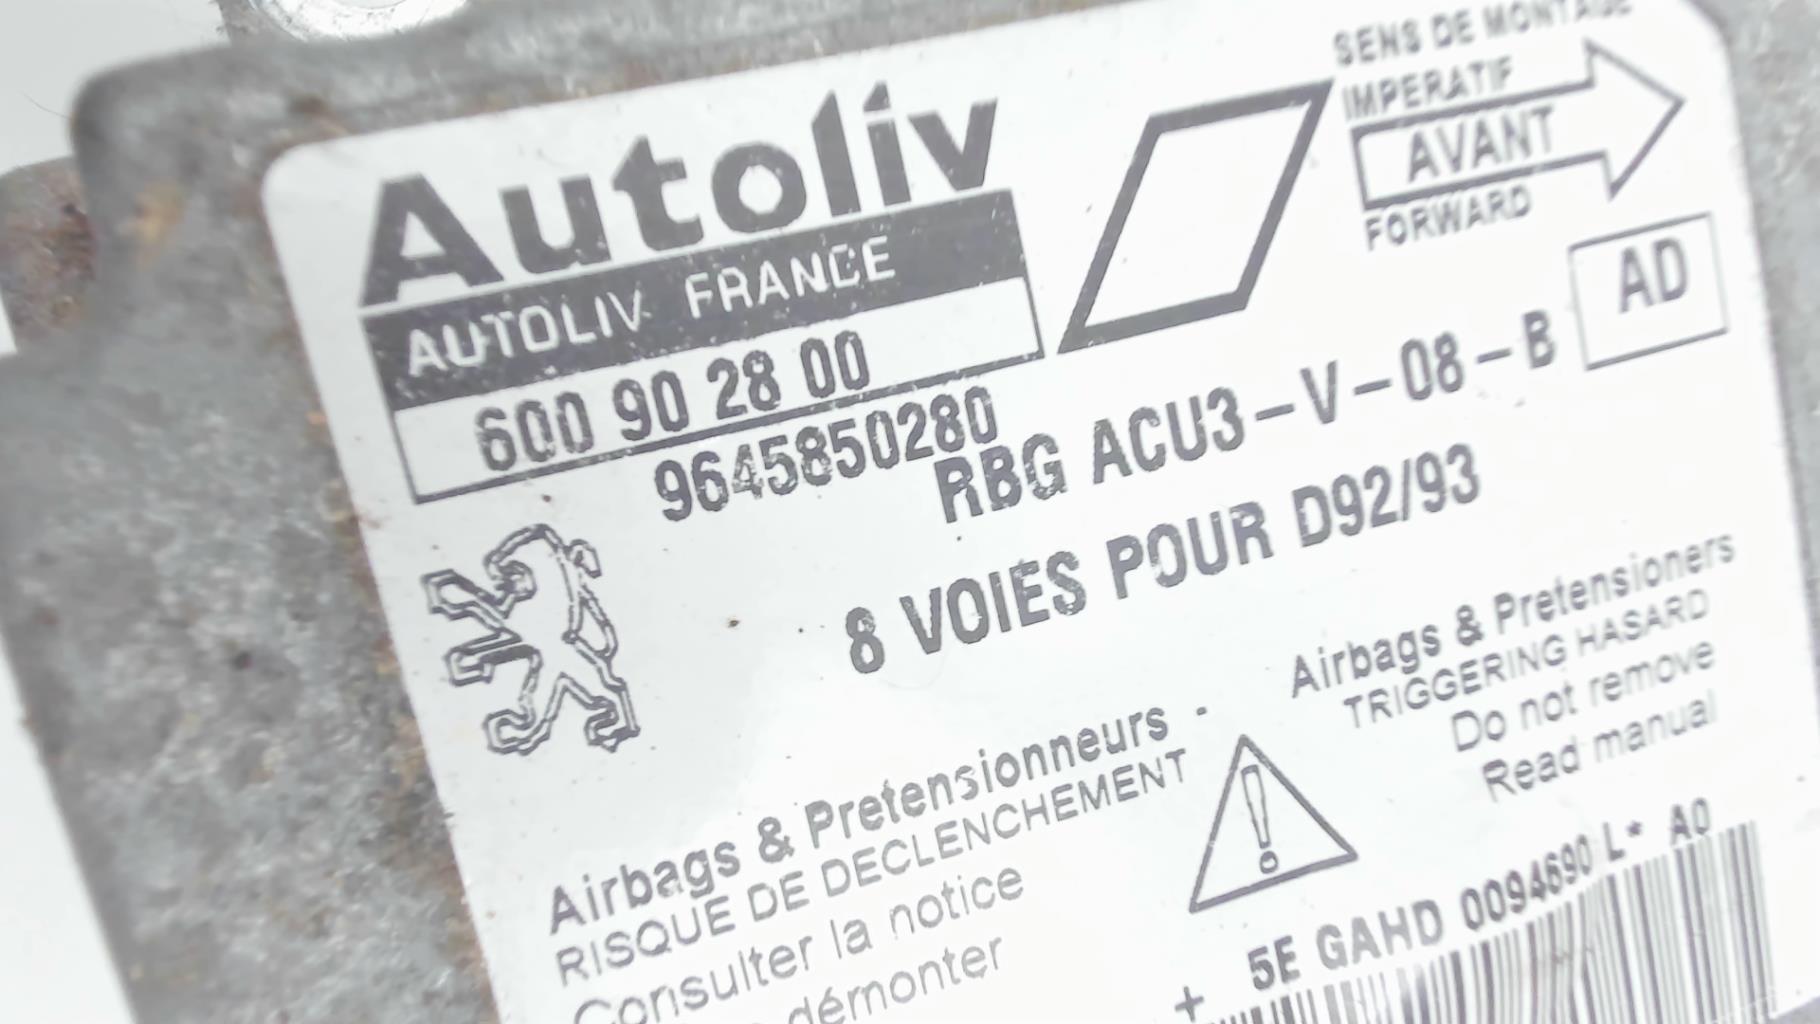 Autoliv
AUTOLIV FRANCE
600 90 28 00
9645850280
SENS DE MONTAGE
IMPERATIF
AVANT
FORWARD
AD
RBG ACU3-V-08-B
8 VOIES POUR D92/93
Airbags & Pretensionneurs -
RISQUE DE DECLENCHEMENT
Consulter la notice
démonter
Airbags & Pretensioners
TRIGGERING HASARD
Do not remove
Read manual
+ 5E GAHD 0094690 L* A0